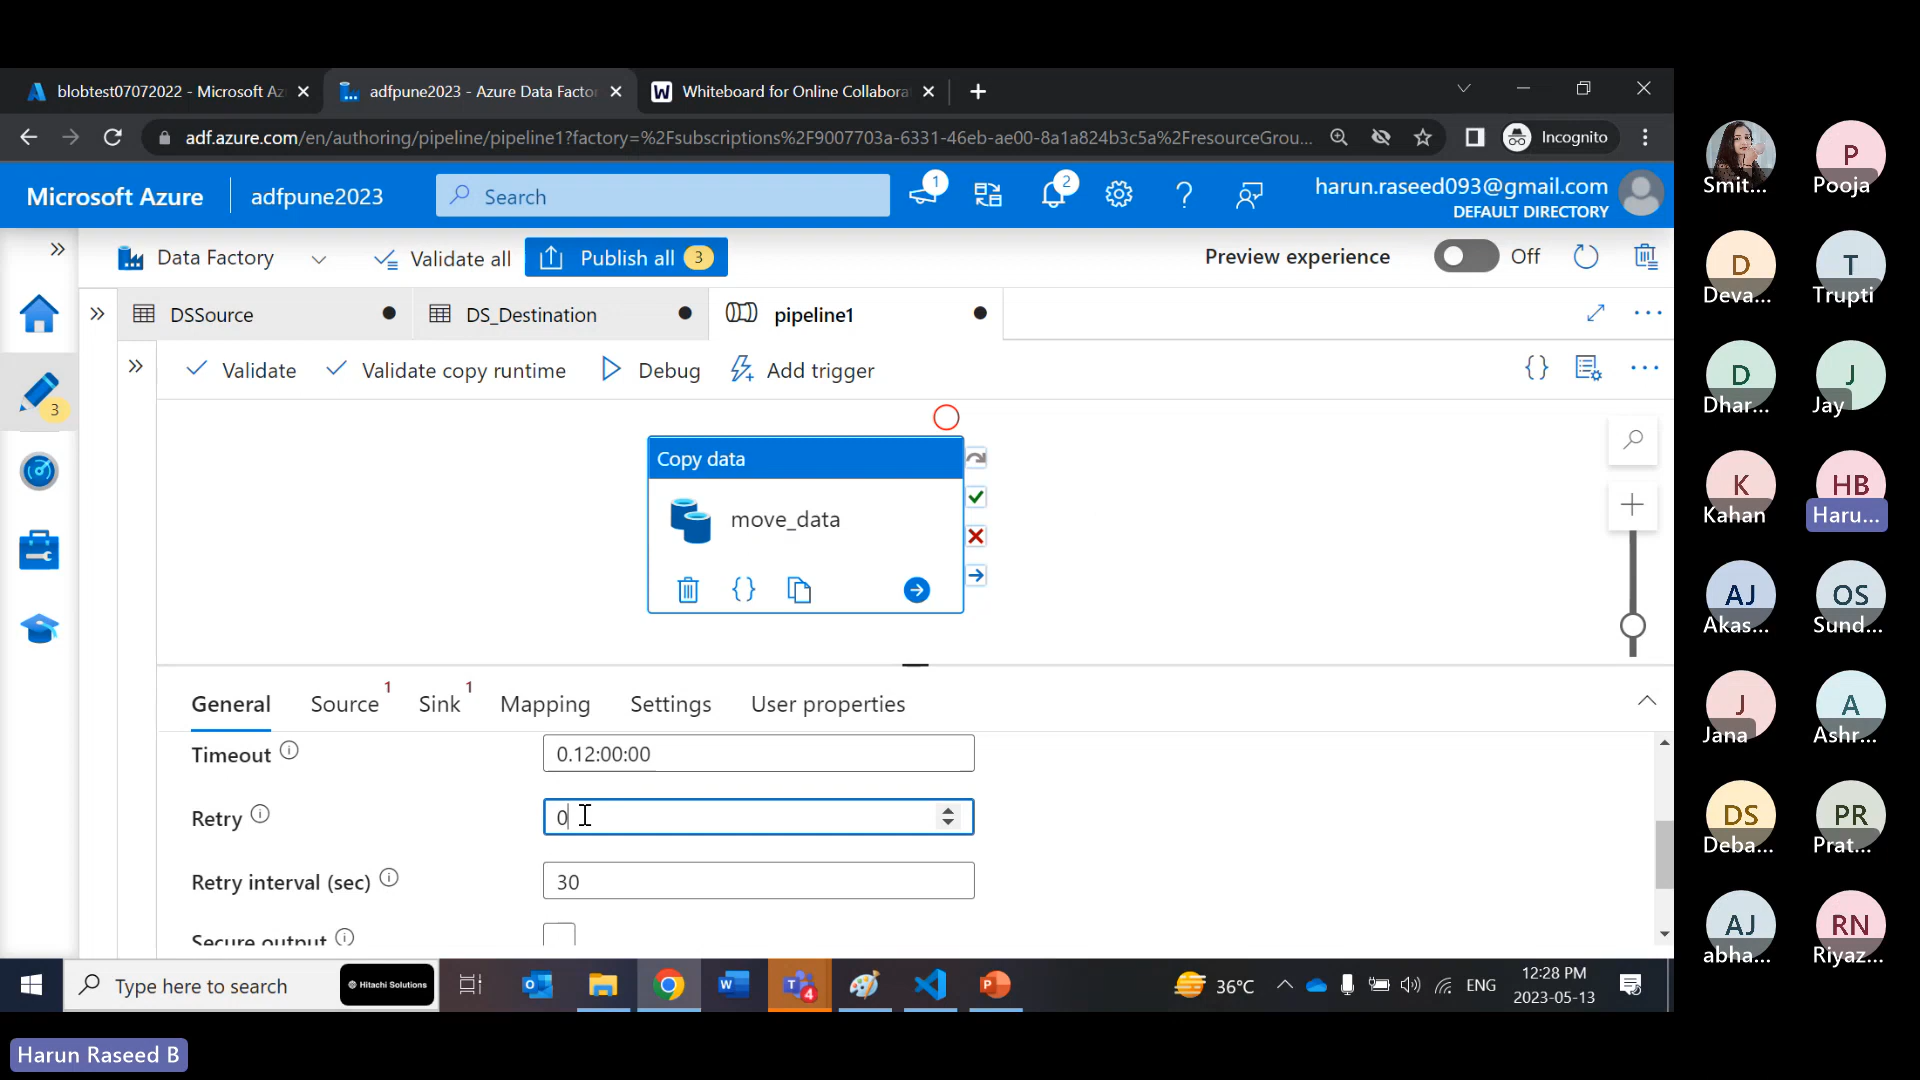 blobtest07072022 - Microsoft Az
adfpune2023 - Azure Data Facto
Whiteboard for Online Collabora
adf.azure.com/en/authoring/pipeline/pipeline1?factory=%2Fsubscriptions%2F9007703a-6331-46eb-ae00-8a1a824b3c5a%2FresourceGrou...
Incognito
Microsoft Azure
adfpune2023
Search
1
2
harun.raseed093@gmail.com
DEFAULT DIRECTORY
Data Factory
Validate all
Publish all 3
Preview experience
Off
DSSource
DS_Destination
pipeline1
3
Validate
Validate copy runtime
Debug
Add trigger
Copy data
move_data
General
Source 1
Sink 1
Mapping
Settings
User properties
Timeout
0.12:00:00
Retry
0
Retry interval (sec)
30
Secure output
Type here to search
Hitachi Solutions
4
36°C
ENG
12:28 PM
2023-05-13
Smit...
P
Pooja
D
Deva...
T
Trupti
D
Dhar...
J
Jay
K
Kahan
HB
Haru...
AJ
Akas...
OS
Sund...
J
Jana
A
Ashr...
DS
Deba...
PR
Prat...
AJ
abha...
RN
Riyaz...
Harun Raseed B